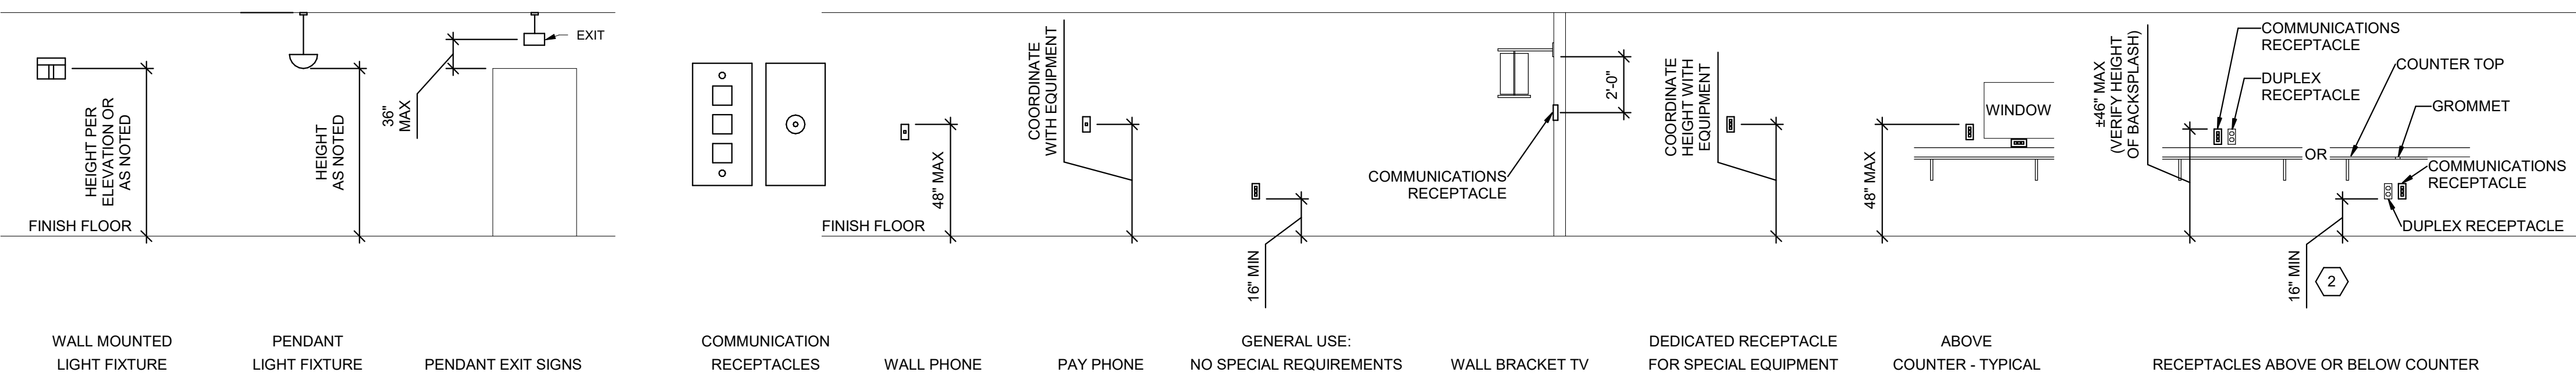 HEIGHT PER
ELEVATION OR
AS NOTED
FINISH FLOOR
WALL MOUNTED
LIGHT FIXTURE
HEIGHT
AS NOTED
PENDANT
LIGHT FIXTURE
EXIT
36"
MAX
PENDANT EXIT SIGNS
COMMUNICATION
RECEPTACLES
FINISH FLOOR
48" MAX
WALL PHONE
COORDINATE
WITH EQUIPMENT
PAY PHONE
16" MIN
GENERAL USE:
NO SPECIAL REQUIREMENTS
2'-0"
COMMUNICATIONS
RECEPTACLE
WALL BRACKET TV
COORDINATE
HEIGHT WITH
EQUIPMENT
DEDICATED RECEPTACLE
FOR SPECIAL EQUIPMENT
48" MAX
WINDOW
ABOVE
COUNTER - TYPICAL
±46" MAX
(VERIFY HEIGHT
OF BACKSPLASH)
COMMUNICATIONS
RECEPTACLE
DUPLEX
RECEPTACLE
COUNTER TOP
GROMMET
OR
COMMUNICATIONS
RECEPTACLE
DUPLEX RECEPTACLE
16" MIN
2
RECEPTACLES ABOVE OR BELOW COUNTER